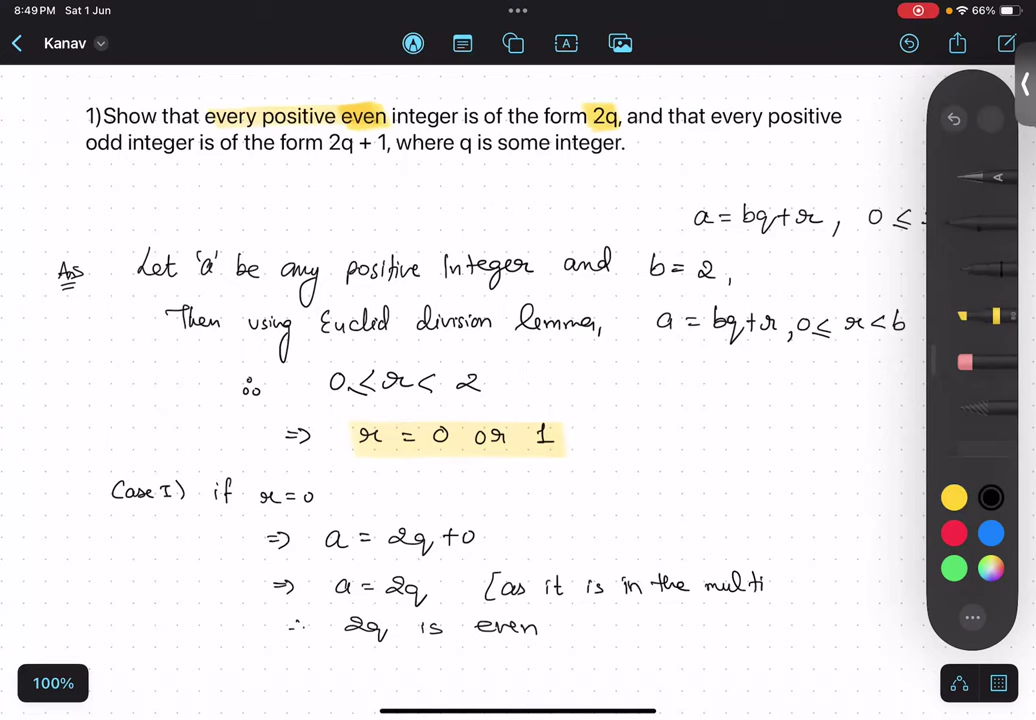 8:49 PM Sat 1 Jun
66%
Kanav
A
1)Show that every positive even integer is of the form 2q, and that every positive
odd integer is of the form 2q + 1, where q is some integer.
a = bq + r , 0 ≤
Ans Let 'a' be any positive Integer and b = 2,
Then using Euclid division lemma, a = bq + r , 0 ≤ r < b
∴ 0 ≤ r < 2
⇒ r = 0 or 1
Case I) if r = 0
⇒ a = 2q + 0
⇒ a = 2q [as it is in the multi
∴ 2q is even
100%